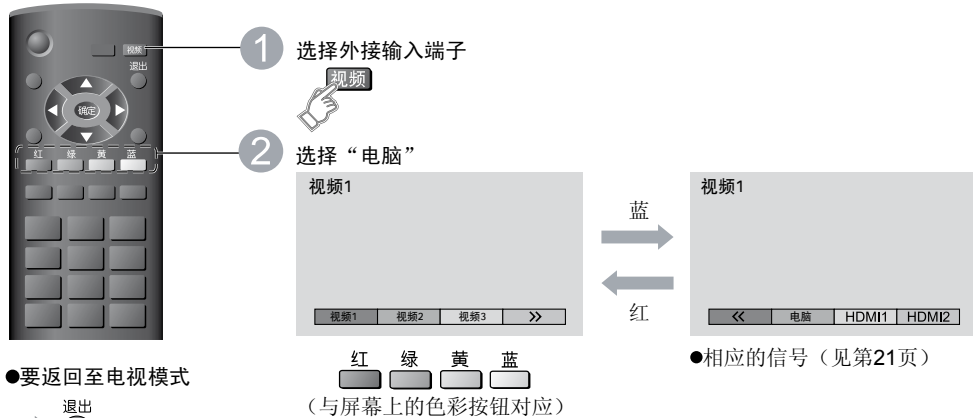 视频
退出
确定
红 绿 黄 蓝
1 选择外接输入端子
视频
2 选择“电脑”
视频1
视频1 视频2 视频3 >>
蓝
红
视频1
<< 电脑 HDMI1 HDMI2
●相应的信号（见第21页）
红 绿 黄 蓝
（与屏幕上的色彩按钮对应）
●要返回至电视模式
退出